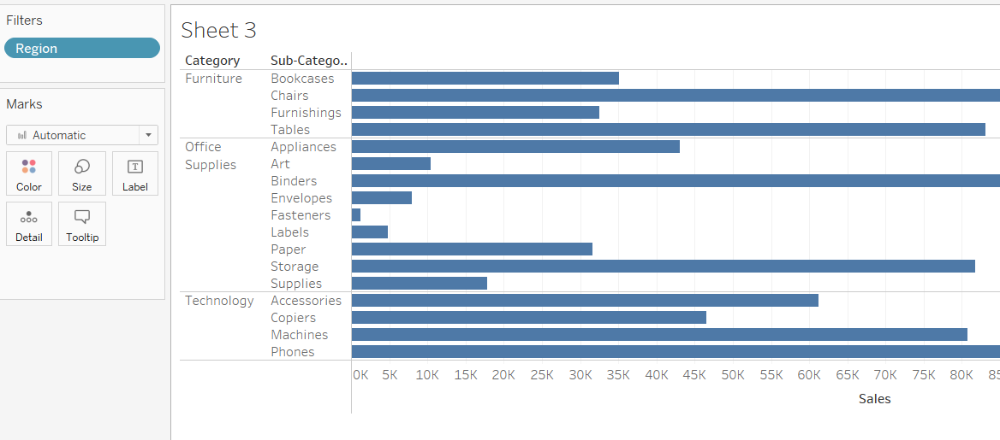 Filters
Region
Marks
Automatic
Color Size Label
Detail Tooltip
Sheet 3
Category Sub-Catego..
Furniture Bookcases
Chairs
Furnishings
Tables
Office Appliances
Supplies Art
Binders
Envelopes
Fasteners
Labels
Paper
Storage
Supplies
Technology Accessories
Copiers
Machines
Phones
0K 5K 10K 15K 20K 25K 30K 35K 40K 45K 50K 55K 60K 65K 70K 75K 80K
Sales